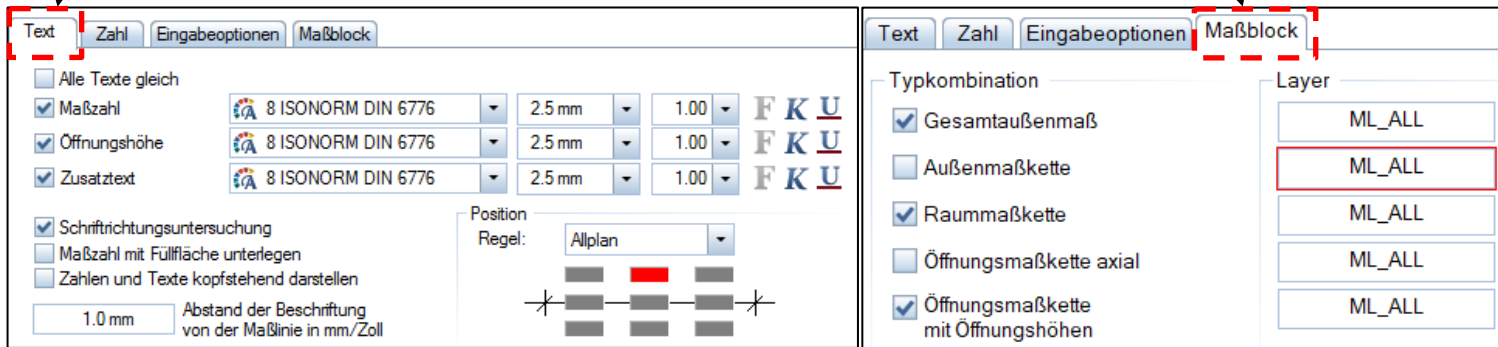 Text Zahl Eingabeoptionen Maßblock
Alle Texte gleich
Maßzahl 8 ISONORM DIN 6776 2.5 mm 1.00 F K U
Öffnungshöhe 8 ISONORM DIN 6776 2.5 mm 1.00 F K U
Zusatztext 8 ISONORM DIN 6776 2.5 mm 1.00 F K U
Schriftrichtungsuntersuchung
Maßzahl mit Füllfläche unterlegen
Zahlen und Texte kopfstehend darstellen
1.0 mm Abstand der Beschriftung
von der Maßlinie in mm/Zoll
Position
Regel: Allplan
Text Zahl Eingabeoptionen Maßblock
Typkombination Layer
Gesamtaußenmaß ML_ALL
Außenmaßkette ML_ALL
Raummaßkette ML_ALL
Öffnungsmaßkette axial ML_ALL
Öffnungsmaßkette ML_ALL
mit Öffnungshöhen